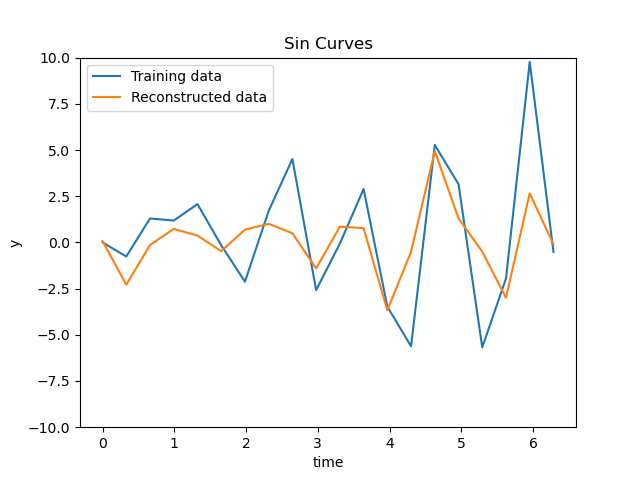 Sin Curves
10.0
7.5
5.0
2.5
0.0
−2.5
−5.0
−7.5
−10.0
y
Training data
Reconstructed data
0 1 2 3 4 5 6
time